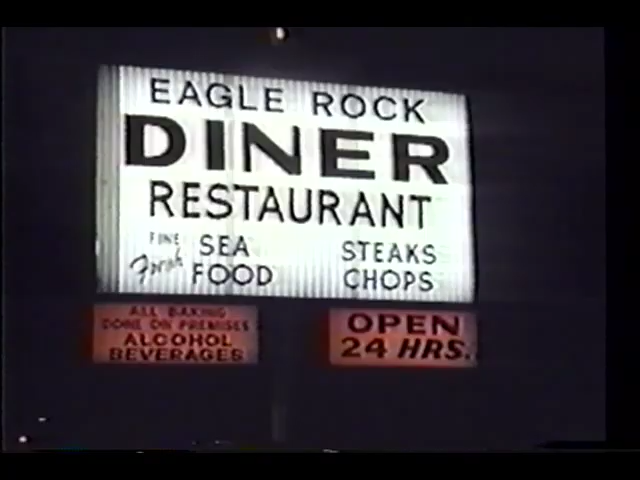 EAGLE ROCK
DINER
RESTAURANT
FINE
Fresh
SEA
FOOD
STEAKS
CHOPS
ALL BAKING
DONE ON PREMISES
ALCOHOL
BEVERAGES
OPEN
24 HRS.